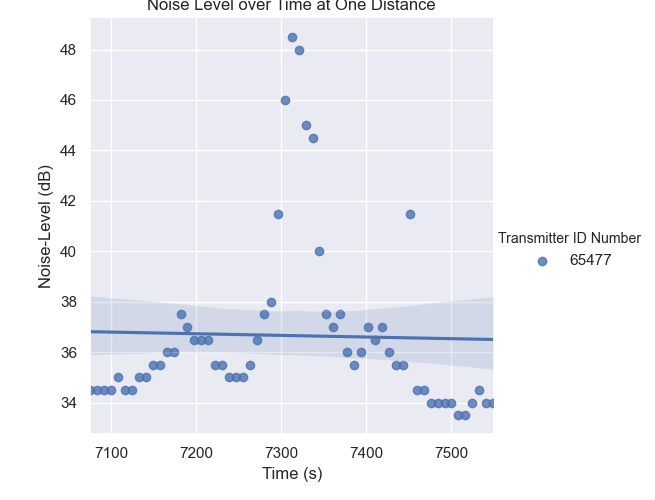 Noise Level over Time at One Distance
48
46
44
42
40
38
36
34
Noise-Level (dB)
7100 7200 7300 7400 7500
Time (s)
Transmitter ID Number
65477